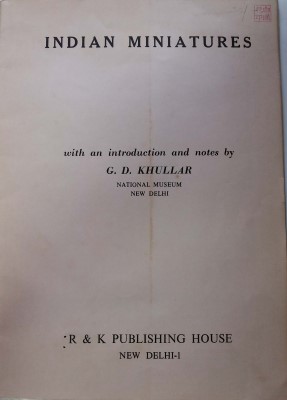 INDIAN MINIATURES
with an introduction and notes by
G. D. KHULLAR
NATIONAL MUSEUM
NEW DELHI
R & K PUBLISHING HOUSE
NEW DELHI-1